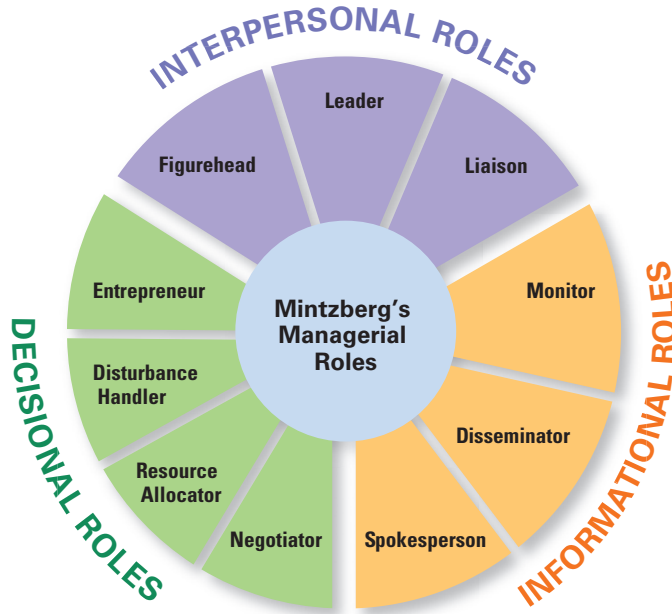 INTERPERSONAL ROLES
Leader
Figurehead
Liaison
Entrepreneur
Monitor
Mintzberg's
Managerial
Roles
Disturbance
Handler
Disseminator
Resource
Allocator
Negotiator
Spokesperson
DECISIONAL ROLES
INFORMATIONAL ROLES